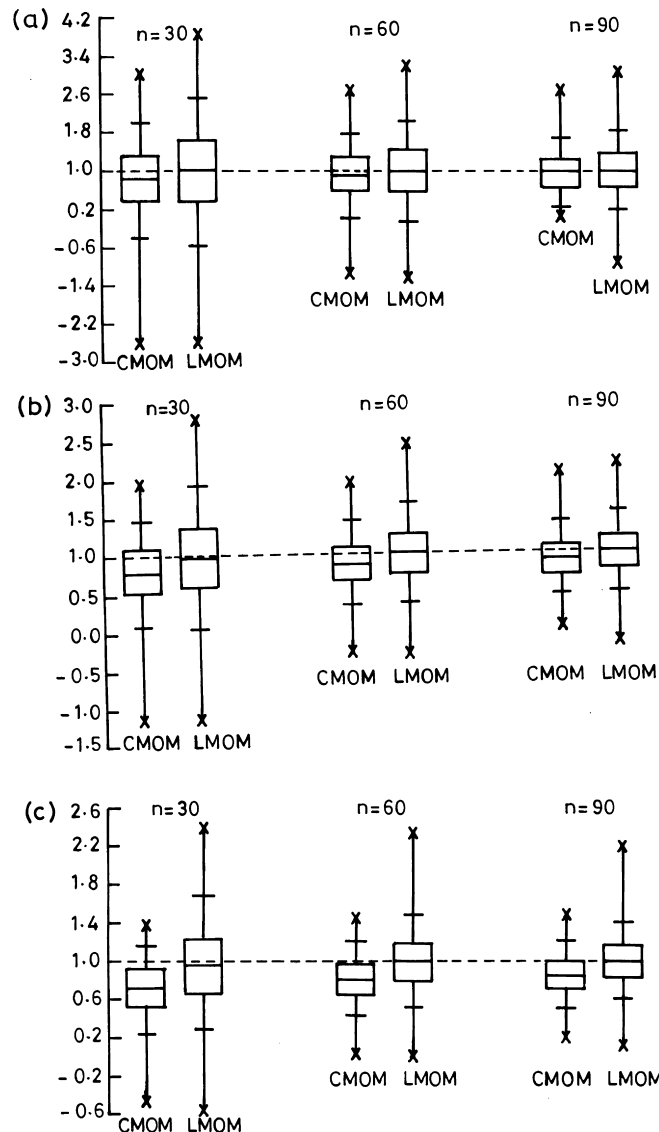 (a)
4.2
3.4
2.6
1.8
1.0
0.2
-0.6
-1.4
-2.2
-3.0
n=30
n=60
n=90
CMOM LMOM
CMOM LMOM
CMOM
LMOM
(b)
3.0
2.5
2.0
1.5
1.0
0.5
0.0
-0.5
-1.0
-1.5
n=30
n=60
n=90
CMOM LMOM
CMOM LMOM
CMOM LMOM
(c)
2.6
2.2
1.8
1.4
1.0
0.6
0.2
-0.2
-0.6
n=30
n=60
n=90
CMOM LMOM
CMOM LMOM
CMOM LMOM